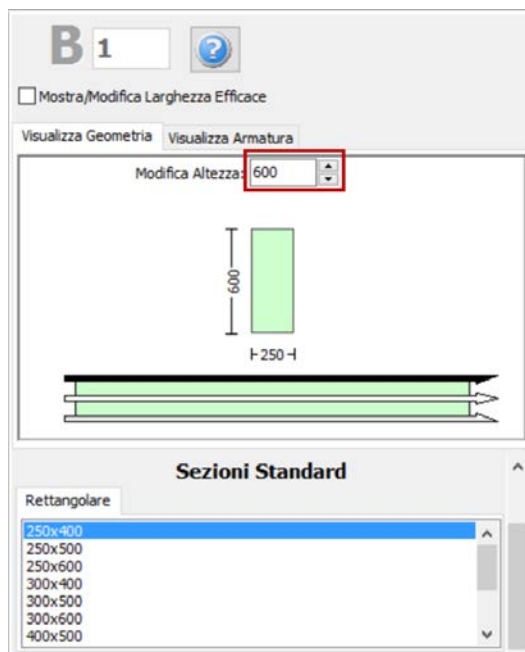 B 1 ?
Mostra/Modifica Larghezza Efficace
Visualizza Geometria Visualizza Armatura
Modifica Altezza: 600
600
250
Sezioni Standard
Rettangolare
250x400
250x500
250x600
300x400
300x500
300x600
400x500